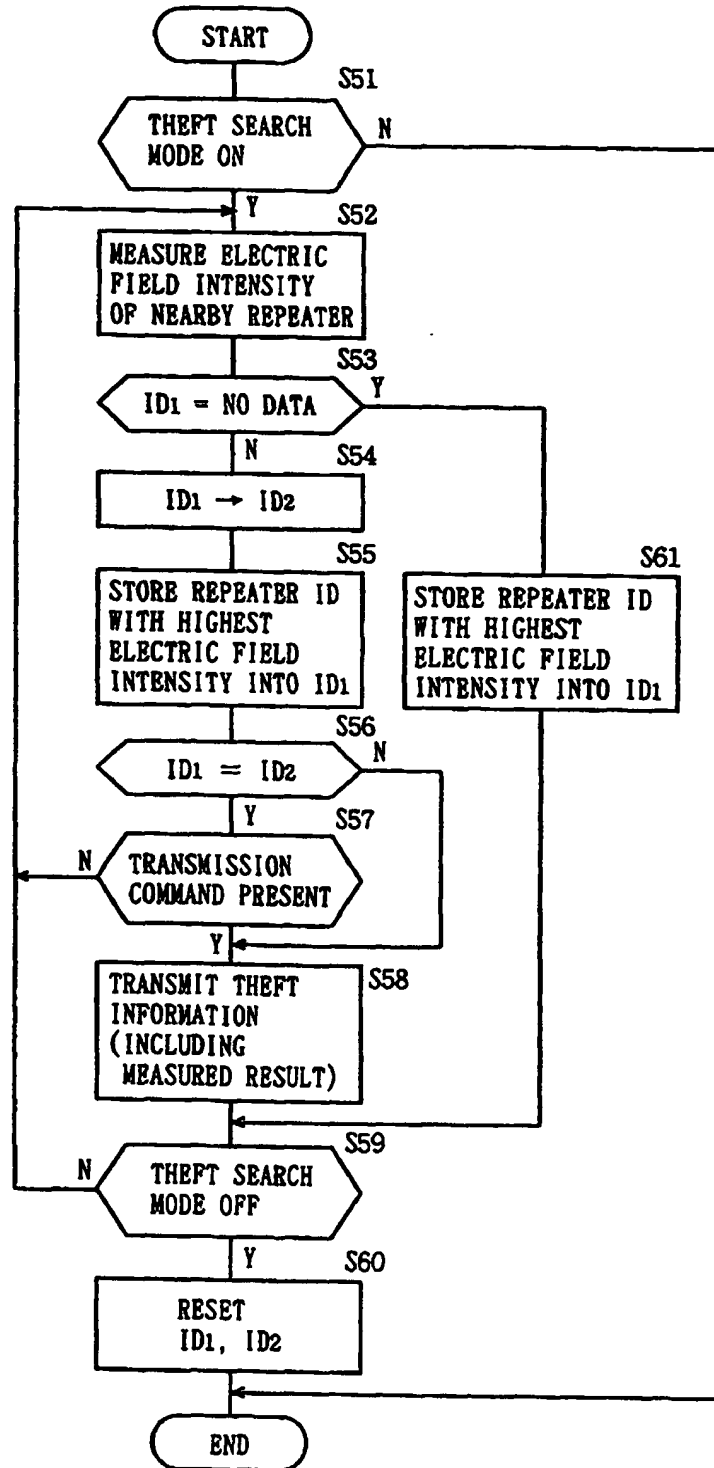 START
S51
THEFT SEARCH
MODE ON
N
Y
S52
MEASURE ELECTRIC
FIELD INTENSITY
OF NEARBY REPEATER
S53
ID1 = NO DATA
Y
N
S54
ID1 → ID2
S55
STORE REPEATER ID
WITH HIGHEST
ELECTRIC FIELD
INTENSITY INTO ID1
S61
STORE REPEATER ID
WITH HIGHEST
ELECTRIC FIELD
INTENSITY INTO ID1
S56
ID1 = ID2
N
Y
S57
N
TRANSMISSION
COMMAND PRESENT
Y
S58
TRANSMIT THEFT
INFORMATION
(INCLUDING
MEASURED RESULT)
S59
N
THEFT SEARCH
MODE OFF
Y
S60
RESET
ID1, ID2
END